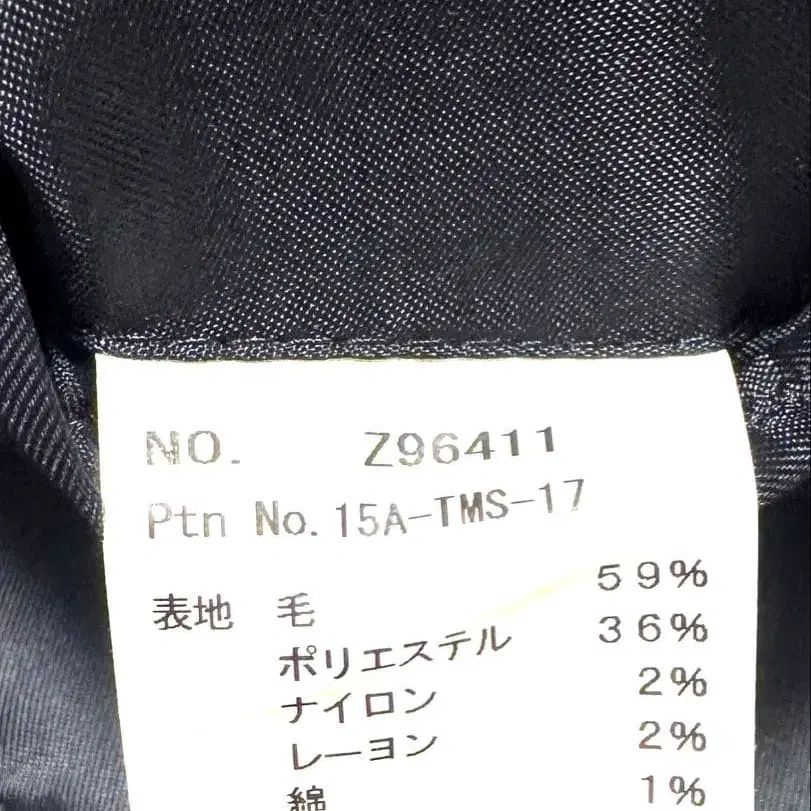 NO. Z96411
Ptn No.15A-TMS-17
表地 毛 59%
ポリエステル 36%
ナイロン 2%
レーヨン 2%
綿 1%